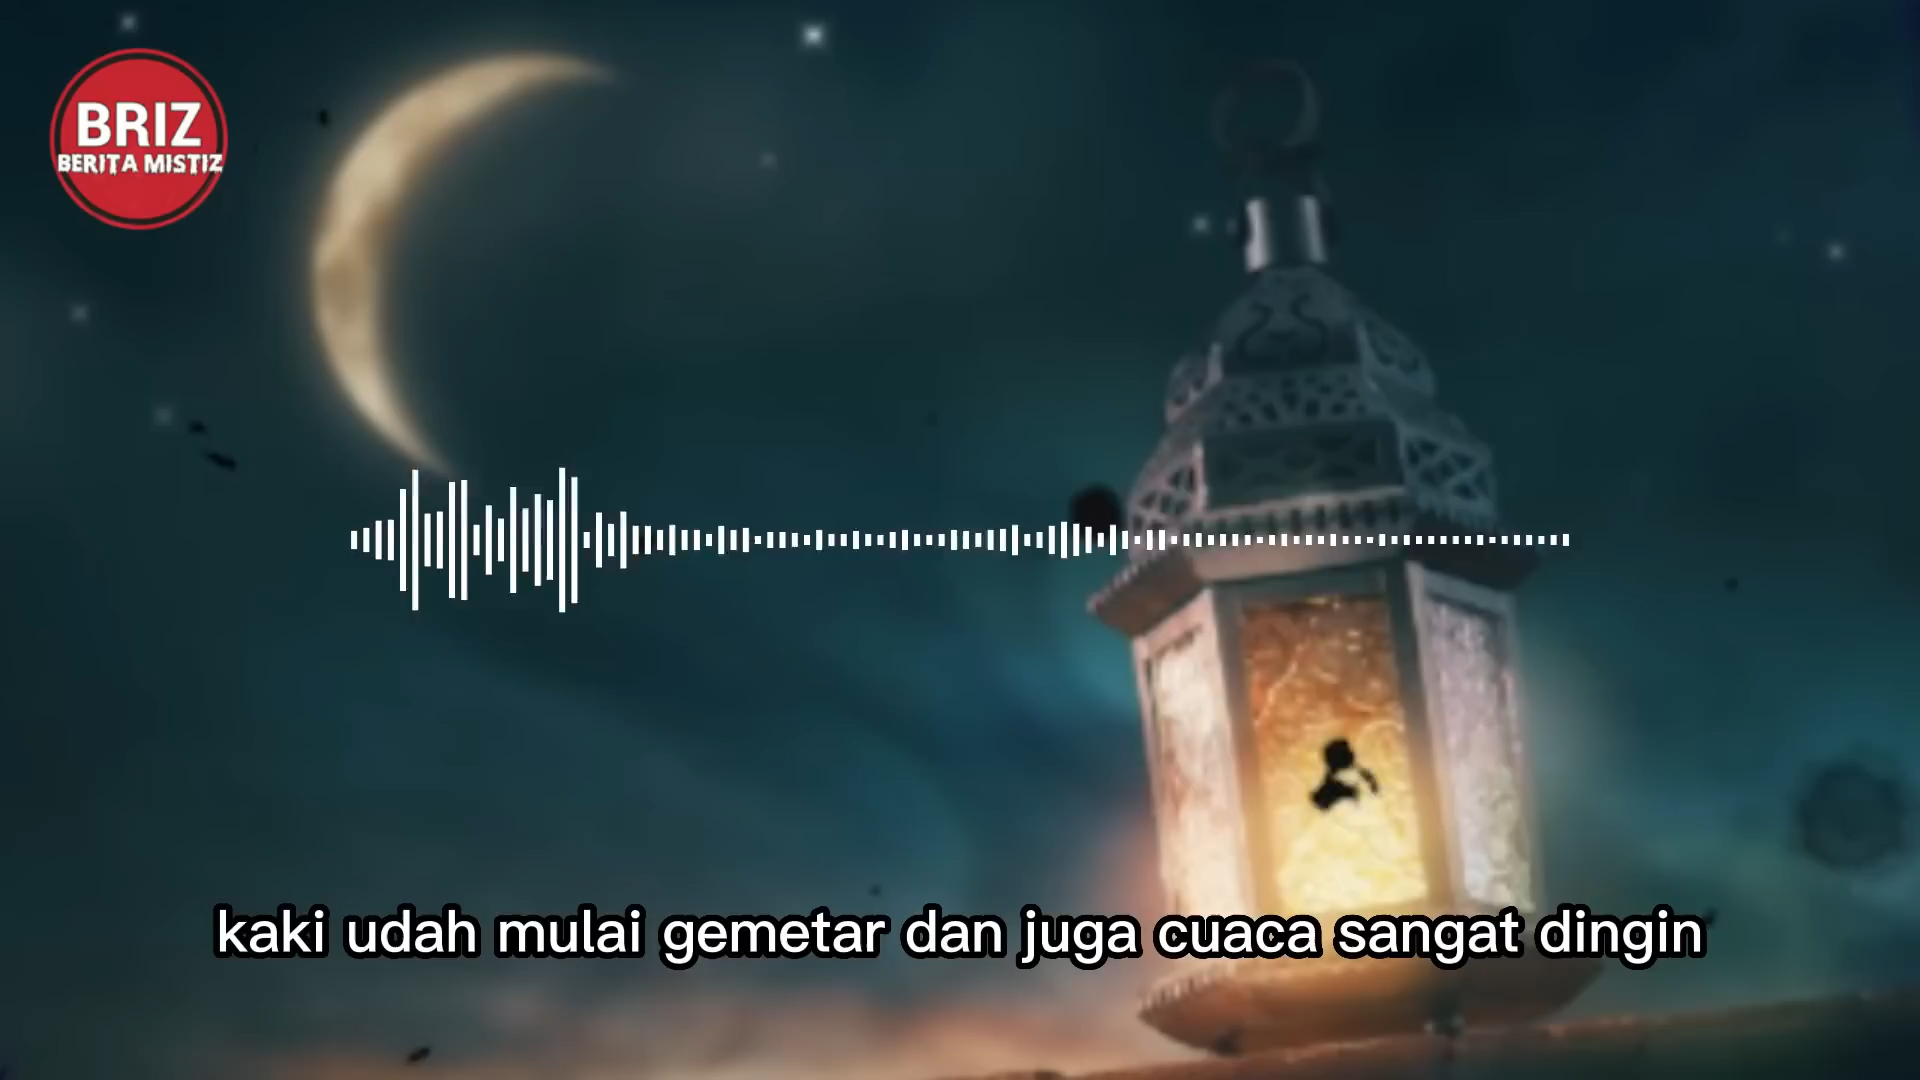 BRIZ
BERITA MISTIZ
kaki udah mulai gemetar dan juga cuaca sangat dingin